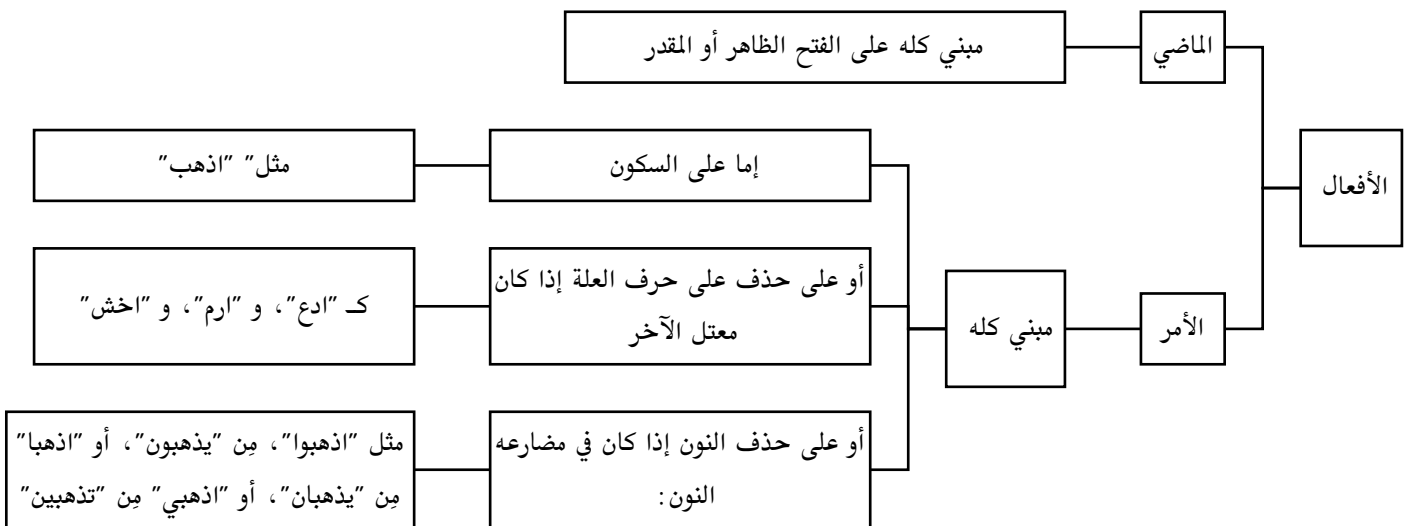 الأفعال
الماضي
مبني كله على الفتح الظاهر أو المقدر
الأمر
مبني كله
إما على السكون
مثل" "اذهب"
أو على حذف على حرف العلة إذا كان
معتل الآخر
كـ "ادع"، و "ارم"، و "اخش"
أو على حذف النون إذا كان في مضارعه
النون:
مثل "اذهبوا"، مِن "يذهبون"، أو "اذهبا"
مِن "يذهبان"، أو "اذهبي" مِن "تذهبين"